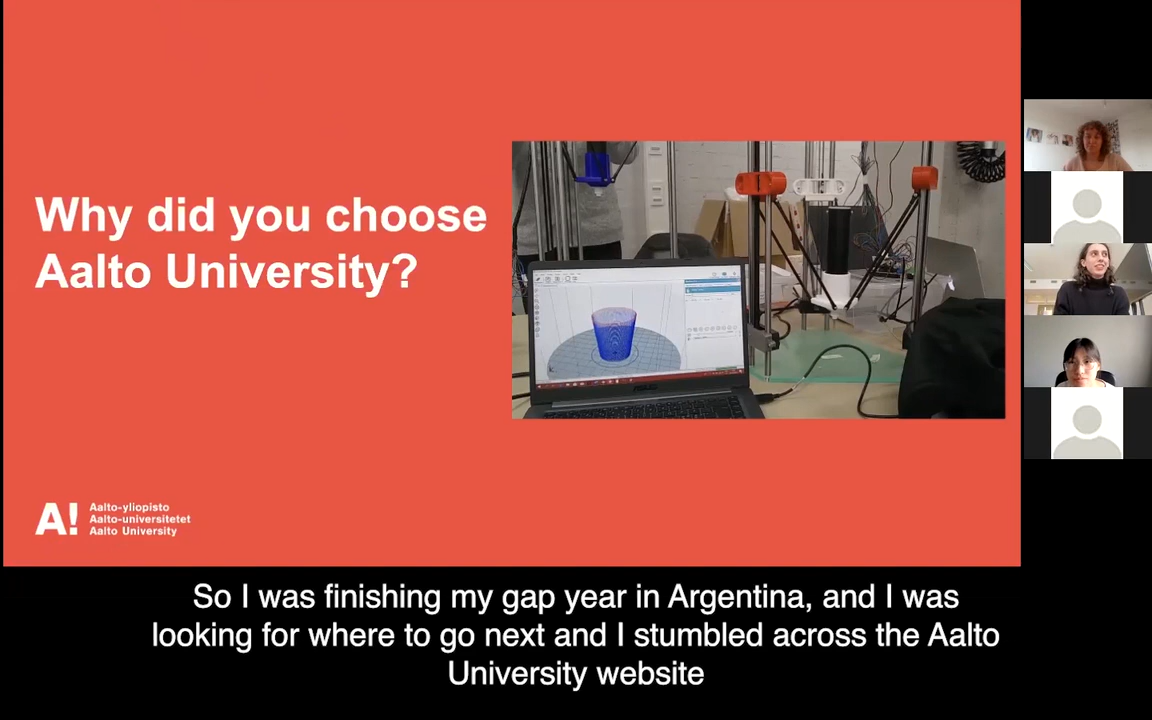 Why did you choose
Aalto University?
A!
Aalto-yliopisto
Aalto-universitetet
Aalto University
So I was finishing my gap year in Argentina, and I was
looking for where to go next and I stumbled across the Aalto
University website